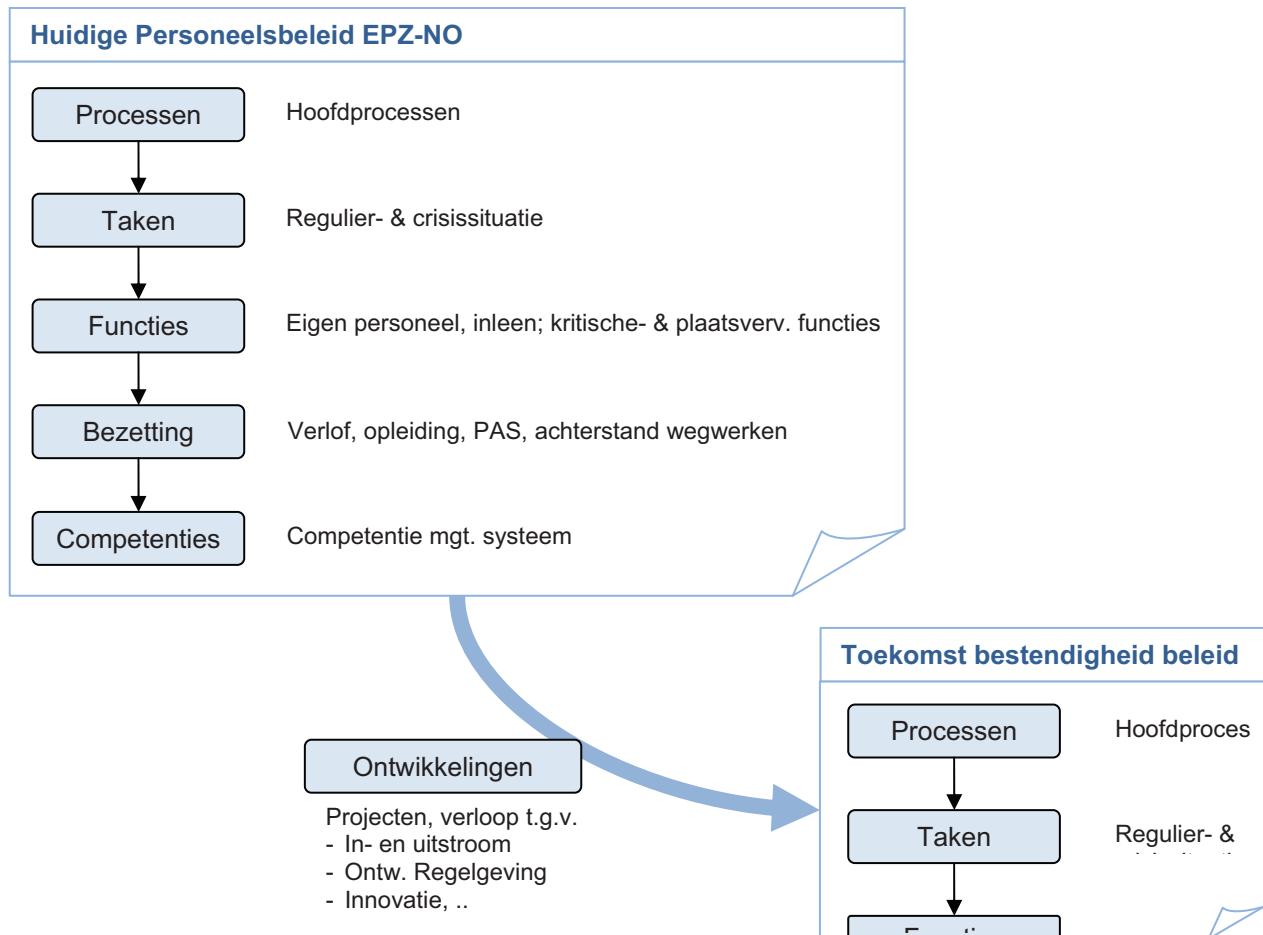 Huidige Personeelsbeleid EPZ-NO
Processen
Hoofdprocessen
Taken
Regulier- & crisissituatie
Functies
Eigen personeel, inleen; kritische- & plaatsverv. functies
Bezetting
Verlof, opleiding, PAS, achterstand wegwerken
Competenties
Competentie mgt. systeem
Ontwikkelingen
Projecten, verloop t.g.v.
- In- en uitstroom
- Ontw. Regelgeving
- Innovatie, ..
Toekomst bestendigheid beleid
Processen
Hoofdproces
Taken
Regulier- &